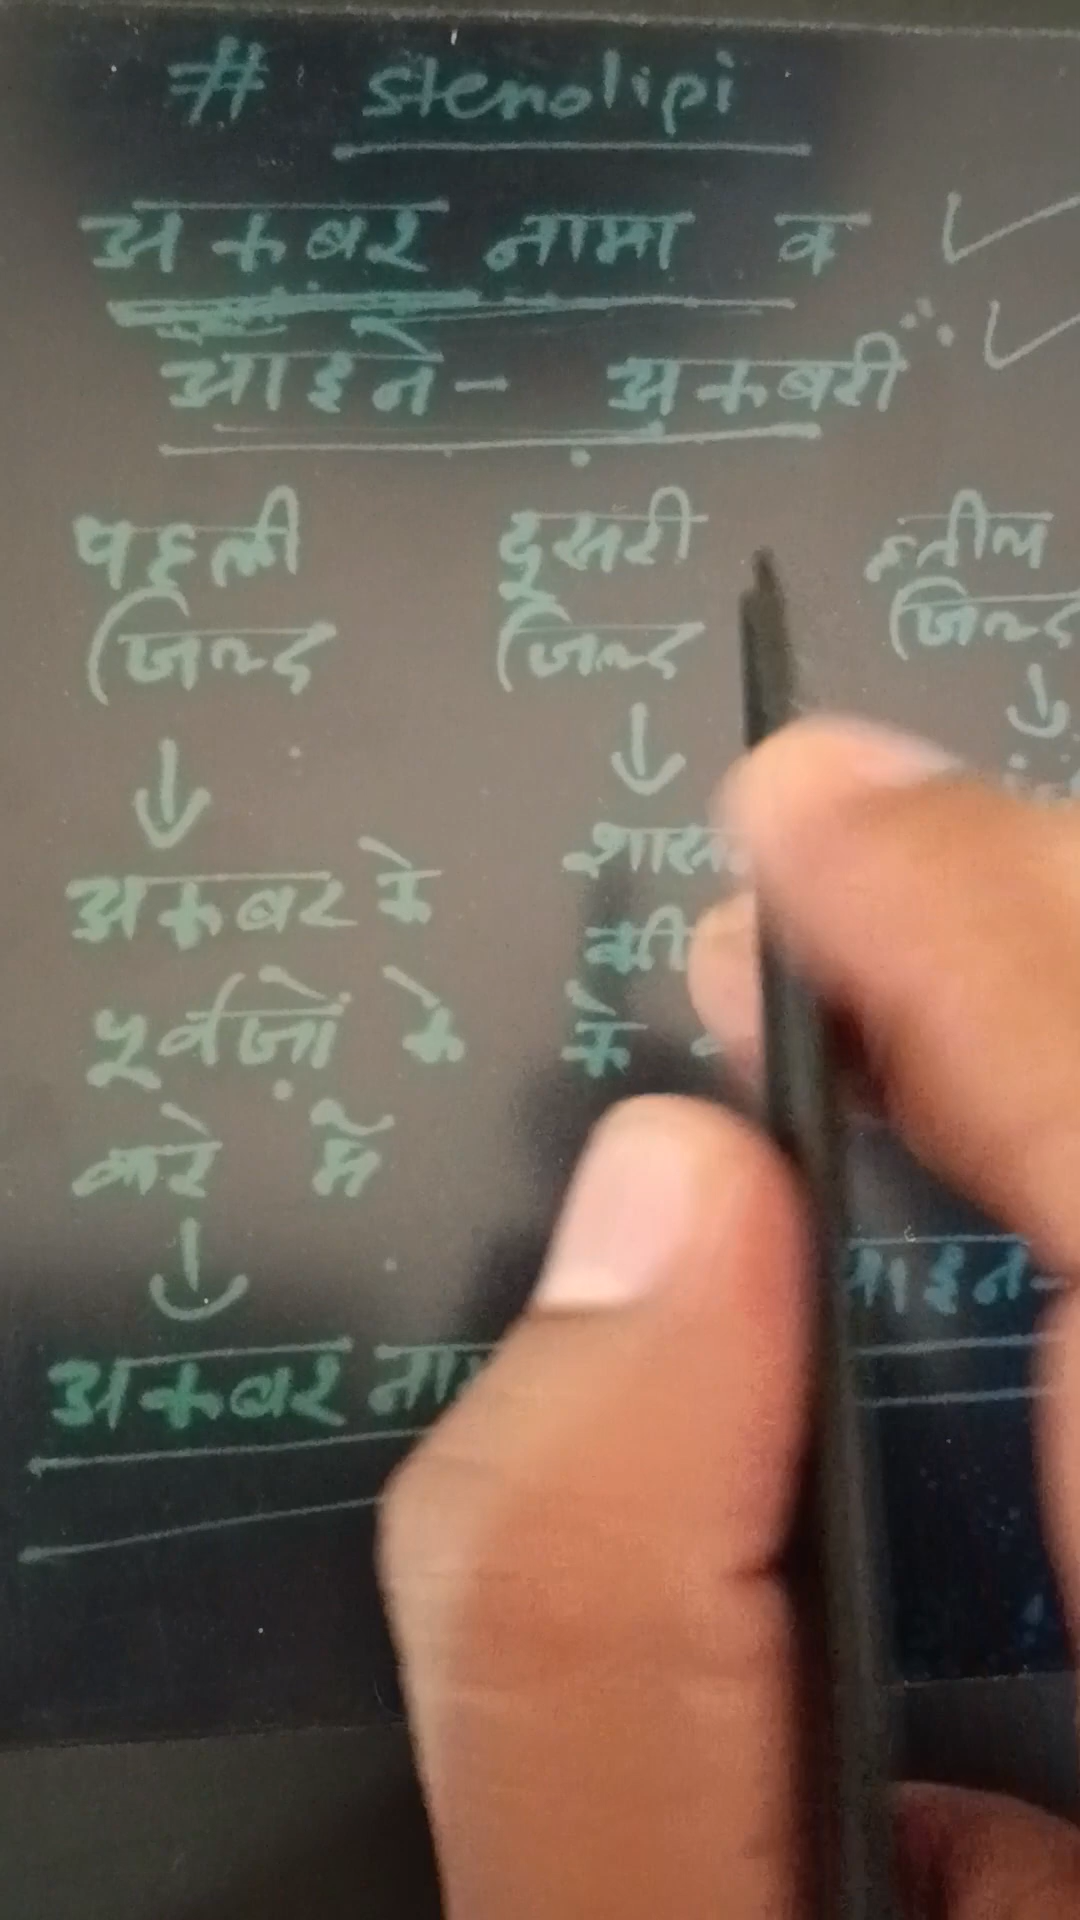 # stenolipi
अकबर नामा व
आइने- अकबरी
पहली दूसरी
जिल्द जिल्द जिल्द
अकबर के
की
पूर्वजों के के
बारे में
अकबर